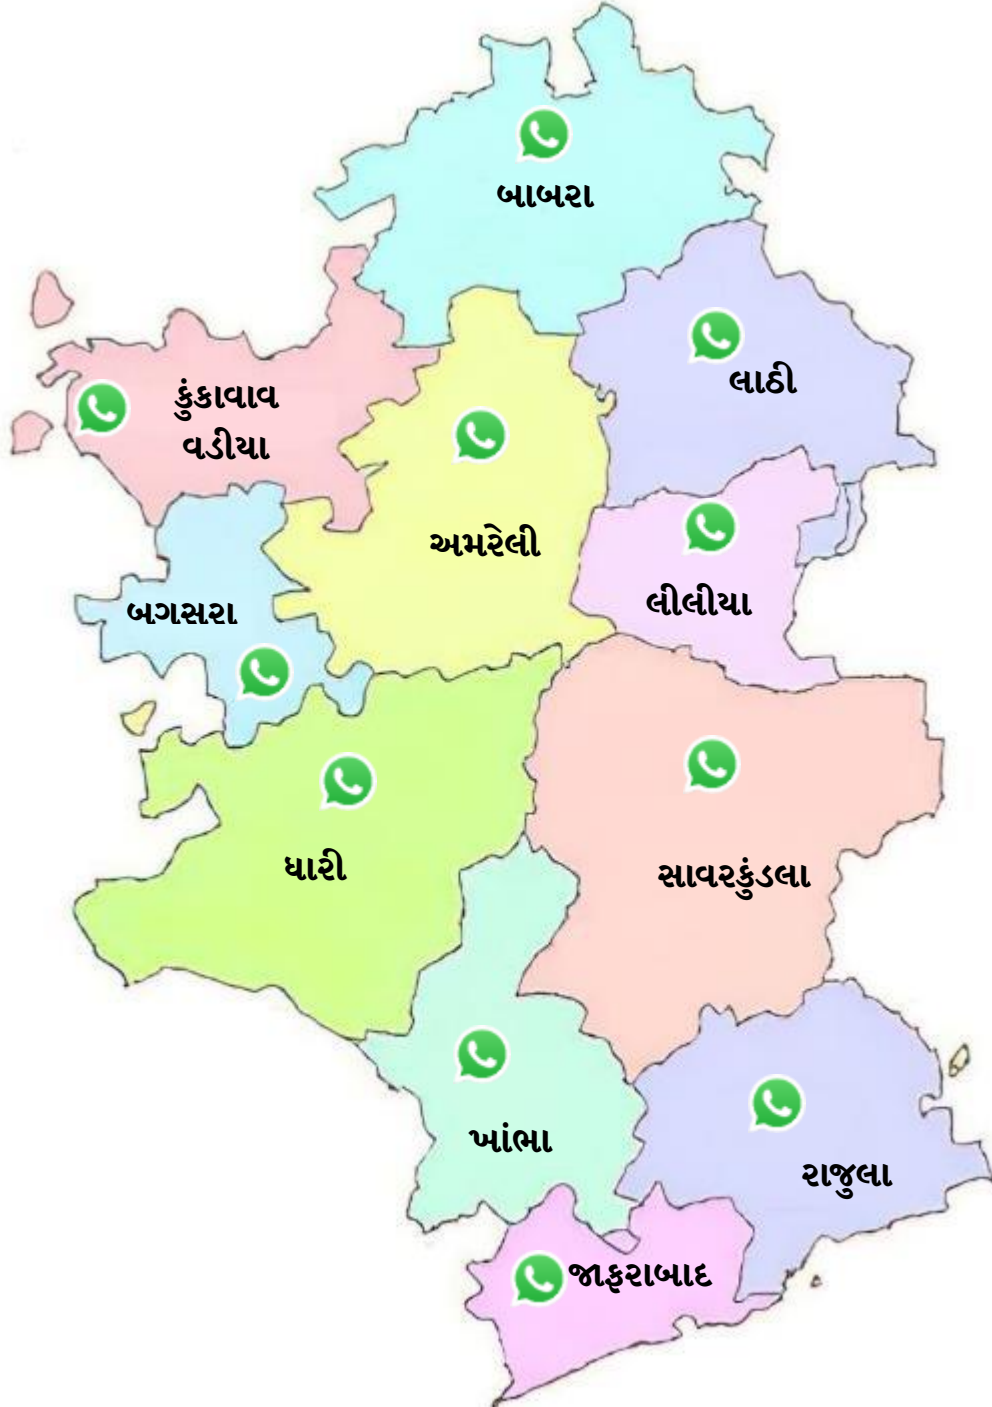 બાબરા
લાઠી
કુંકાવાવ
વડીયા
અમરેલી
લીલીયા
બગસરા
ધારી
સાવરકુંડલા
ખાંભા
રાજુલા
જાફરાબાદ